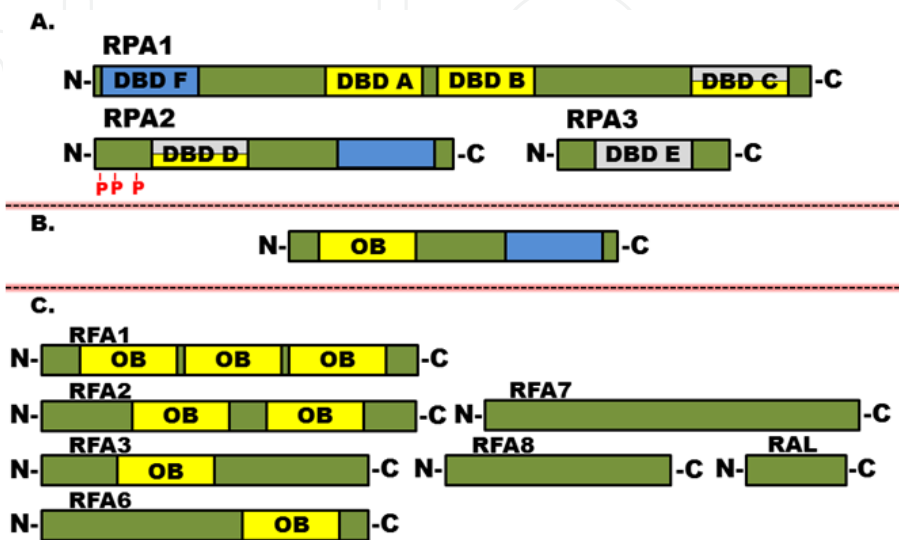 A.
RPA1
N- DBD F DBD A DBD B DBD C -C
RPA2 RPA3
N- DBD D -C N- DBD E -C
P P P
B.
N- OB -C
C.
RFA1
N- OB OB OB -C
RFA2 RFA7
N- OB OB -C N- -C
RFA3 RFA8 RAL
N- OB -C N- -C N- -C
RFA6
N- OB -C